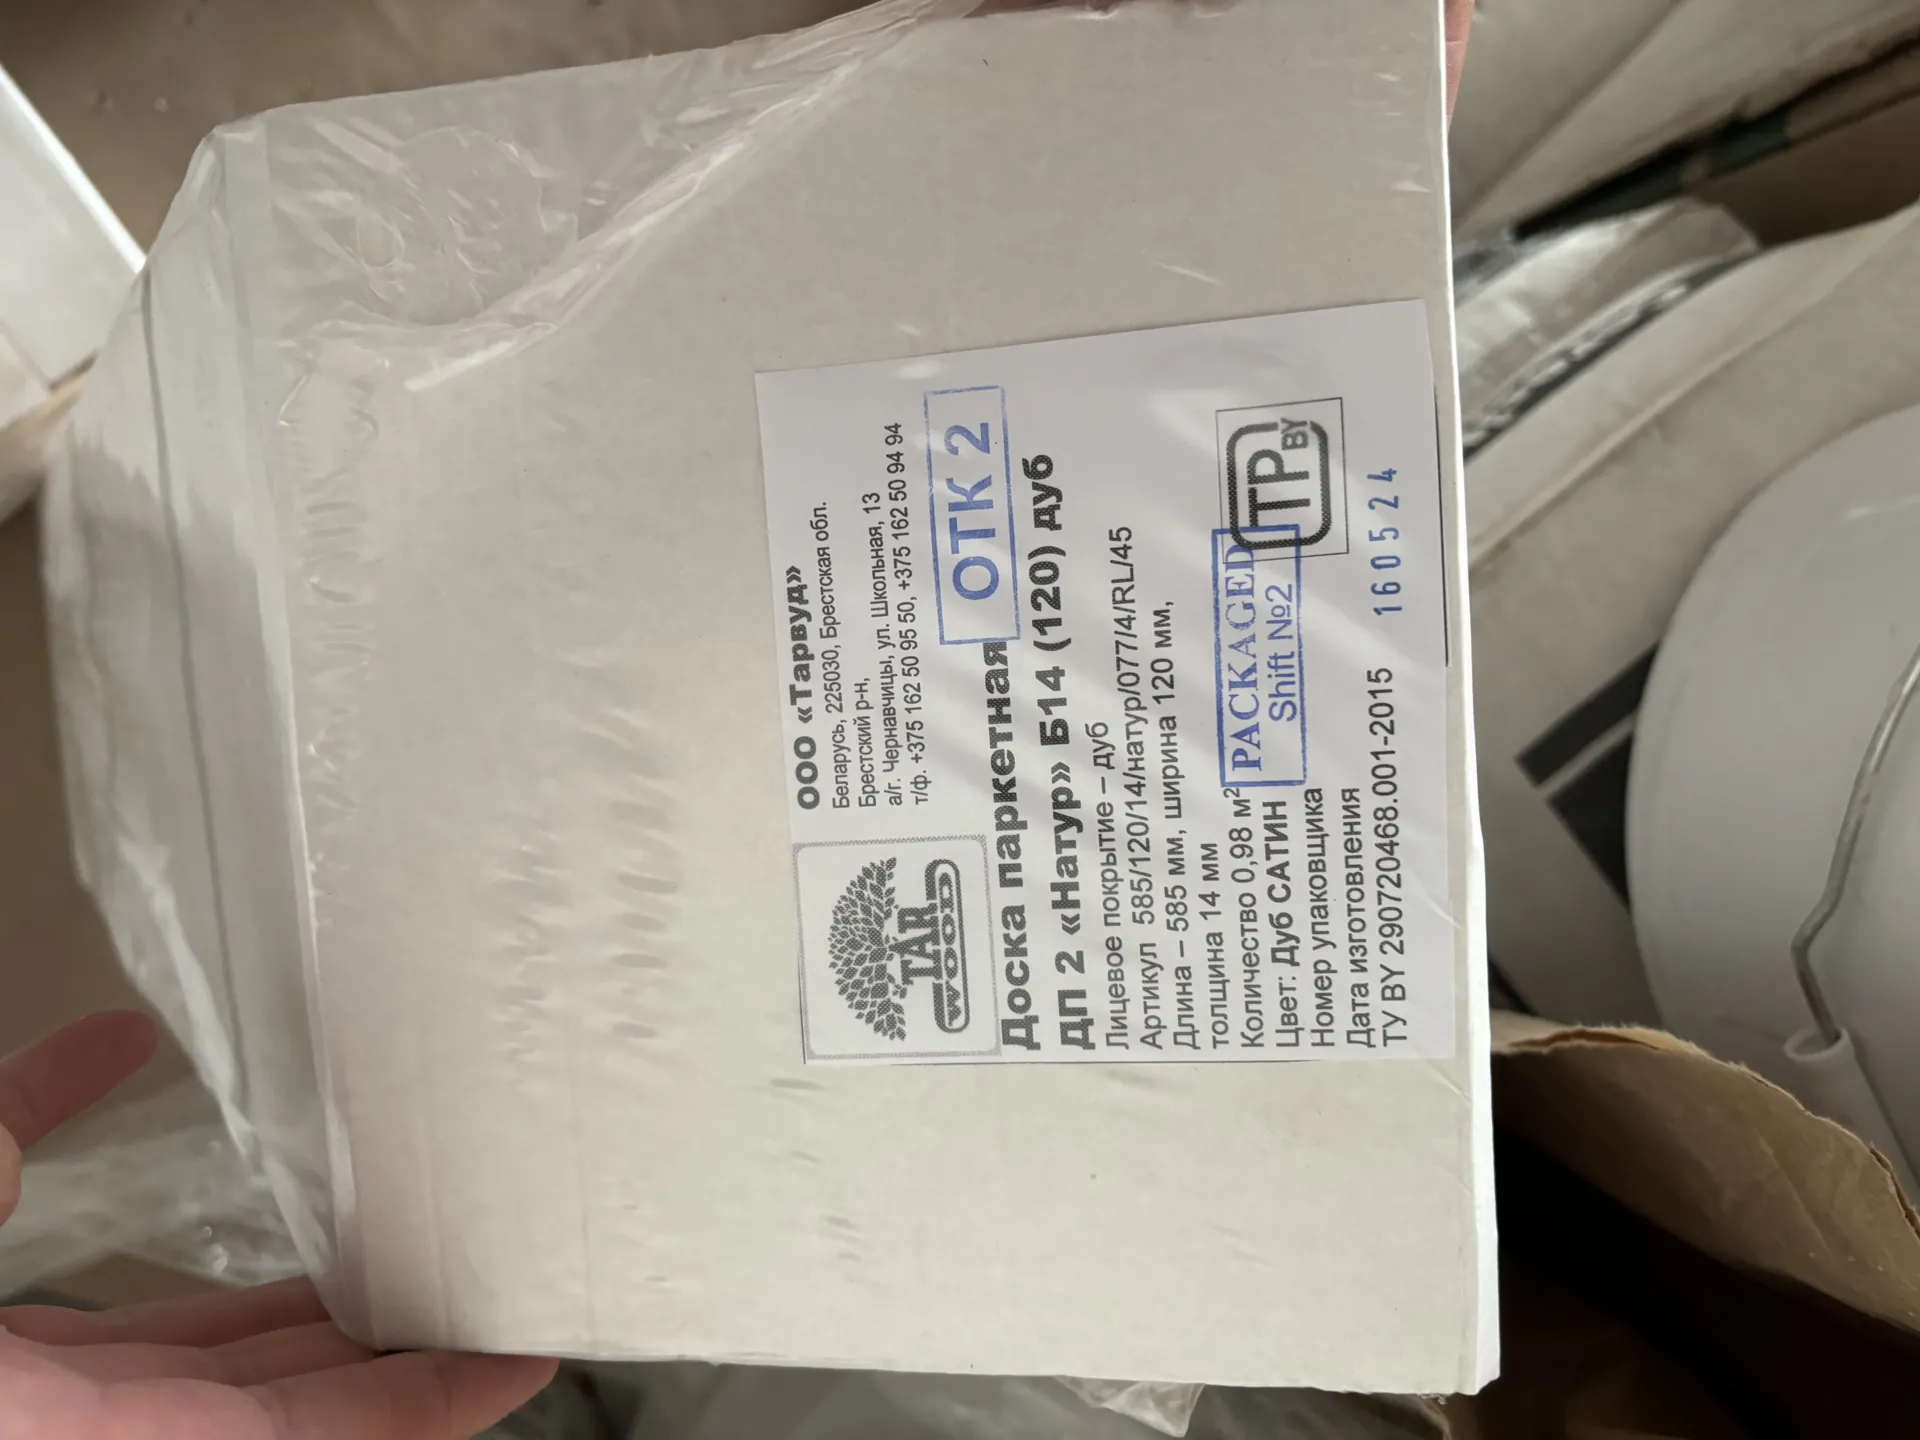 ООО «Тарвуд»
Беларусь, 225030, Брестская обл.
Брестский р-н,
а/г. Чернавчицы, ул. Школьная, 13
т/ф. +375 162 50 95 50, +375 162 50 94 94
TAR
WOOD
ОТК 2
Доска паркетная
ДП 2 «Натур» Б14 (120) дуб
Лицевое покрытие – дуб
Артикул 585/120/14/натур/077/4/RL/45
Длина – 585 мм, ширина 120 мм,
толщина 14 мм
Количество 0,98 м²
Цвет: Дуб САТИН
Номер упаковщика
Дата изготовления
ТУ BY 290720468.001-2015
PACKAGED
Shift №2
ТР
BY
160524